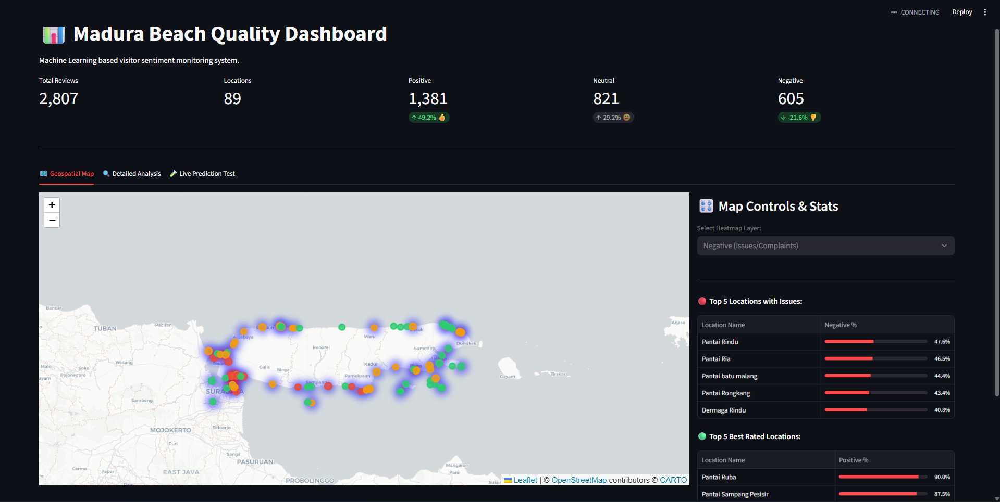 CONNECTING
Deploy
Madura Beach Quality Dashboard
Machine Learning based visitor sentiment monitoring system.
Total Reviews
2,807
Locations
89
Positive
1,381
↑ 49.2%
Neutral
821
↑ 29.2%
Negative
605
↓ -21.6%
Geospatial Map
Detailed Analysis
Live Prediction Test
+
−
Bancar
TUBAN
Paciran
Arosbaya
Waru
Robatal
Sumenep
Dungkek
Arjasa
Widang
Malo
Soko
Bojonegoro
Galis
Blega
Kadur
Pamekasan
Sampang
Gayam
Brakas
Sambeng
Sidoarjo
MOJOKERTO
Puri
Bangil
PASURUAN
Cerme
Papar
Pare
EAST JAVA
PROBOLINGGO
Mangaran
Panji
Leaflet | © OpenStreetMap contributors © CARTO
Map Controls & Stats
Select Heatmap Layer:
Negative (Issues/Complaints)
Top 5 Locations with Issues:
Location Name Negative %
Pantai Rindu 47.6%
Pantai Ria 46.5%
Pantai batu malang 44.4%
Pantai Rongkang 43.4%
Dermaga Rindu 40.8%
Top 5 Best Rated Locations:
Location Name Positive %
Pantai Ruba 90.0%
Pantai Sampang Pesisir 87.5%